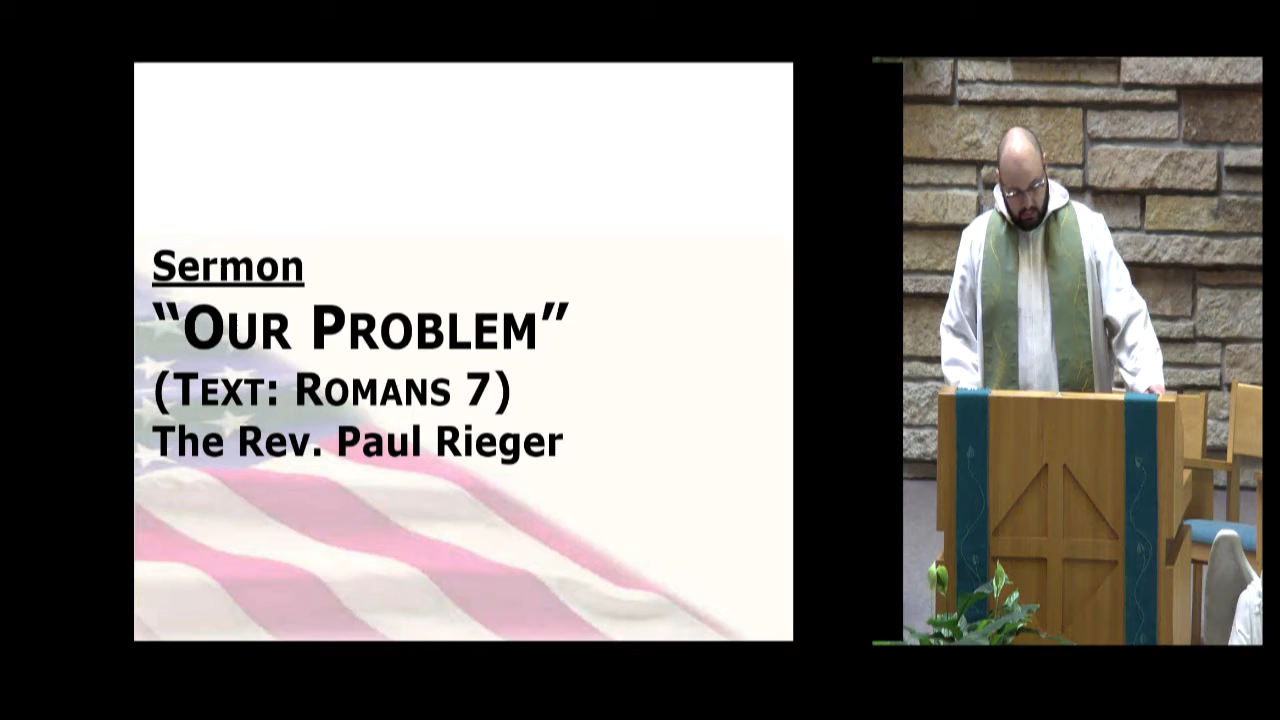 Sermon
“OUR PROBLEM”
(TEXT: ROMANS 7)
The Rev. Paul Rieger